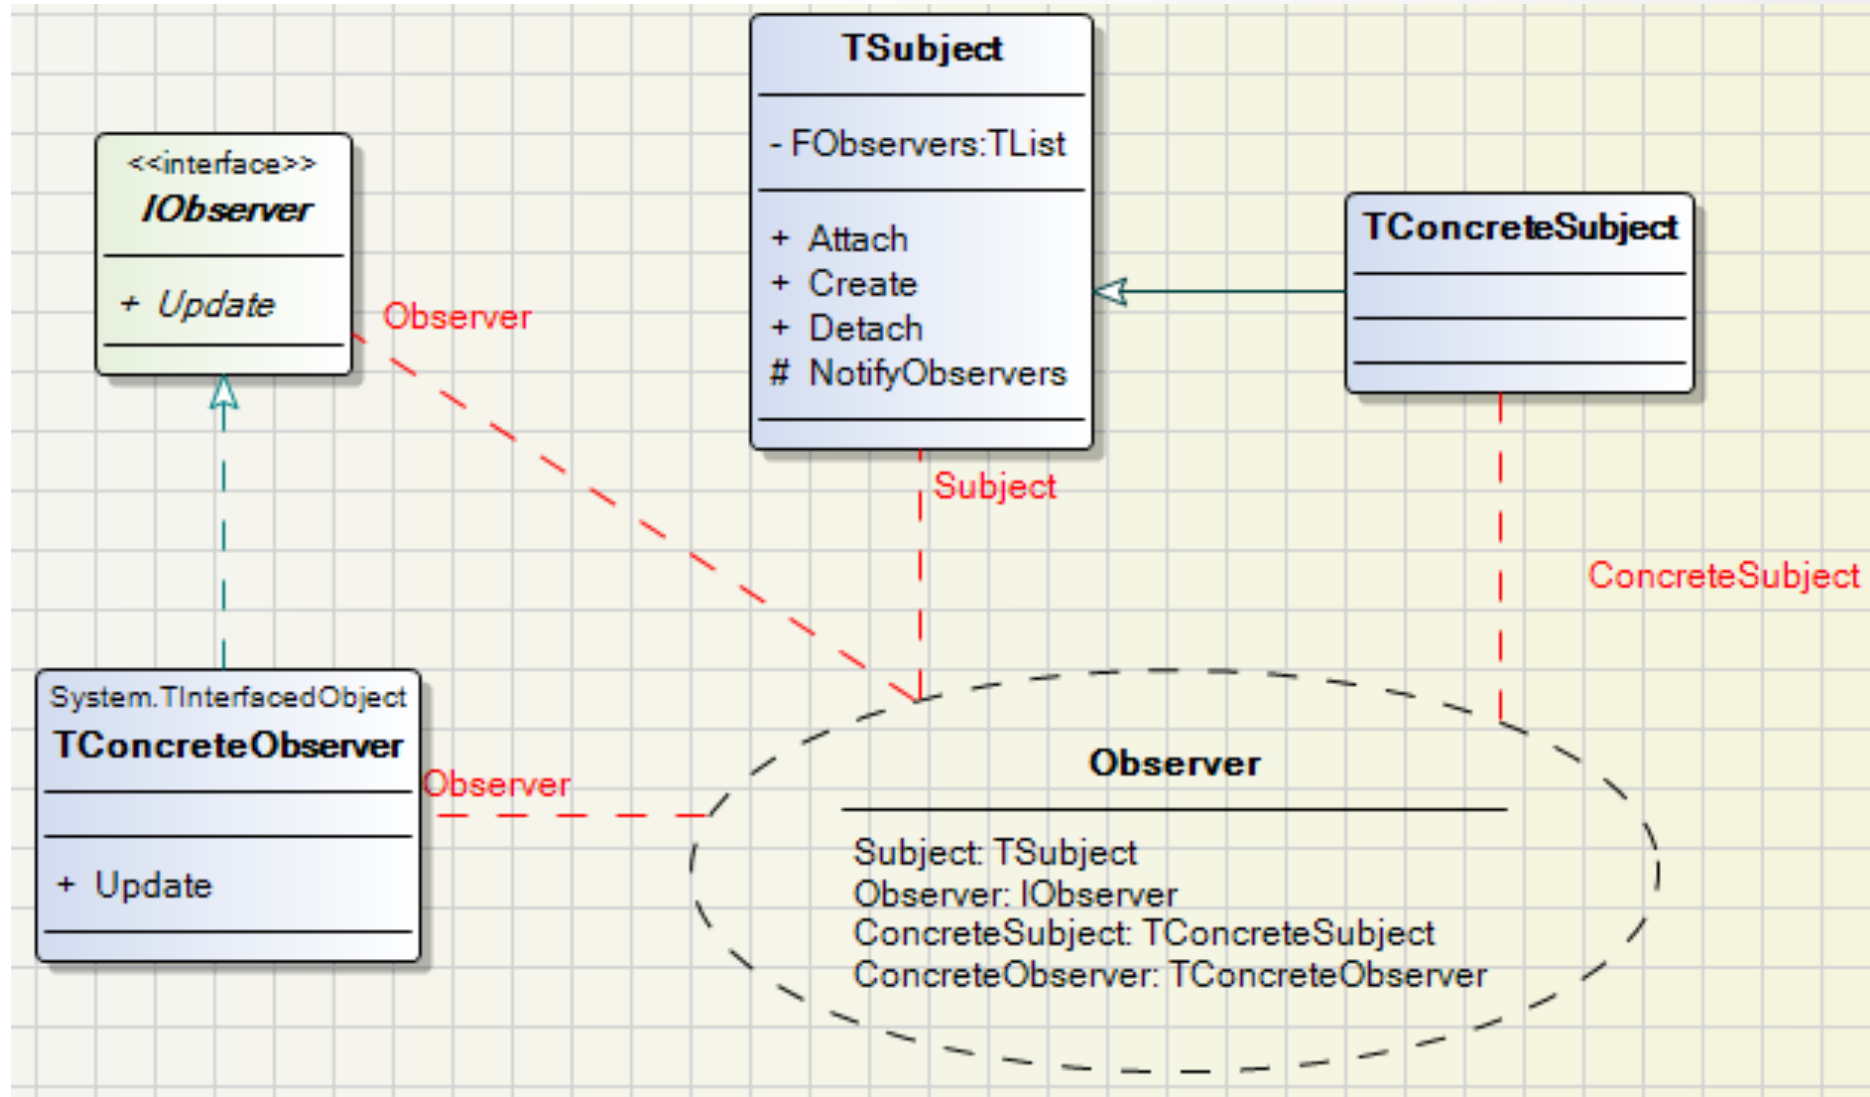 TSubject
- FObservers:TList
+ Attach
+ Create
+ Detach
# NotifyObservers
<<interface>>
IObserver
+ Update
Observer
TConcreteSubject
Subject
ConcreteSubject
System.TInterfacedObject
TConcreteObserver
+ Update
Observer
Observer
Subject: TSubject
Observer: IObserver
ConcreteSubject: TConcreteSubject
ConcreteObserver: TConcreteObserver